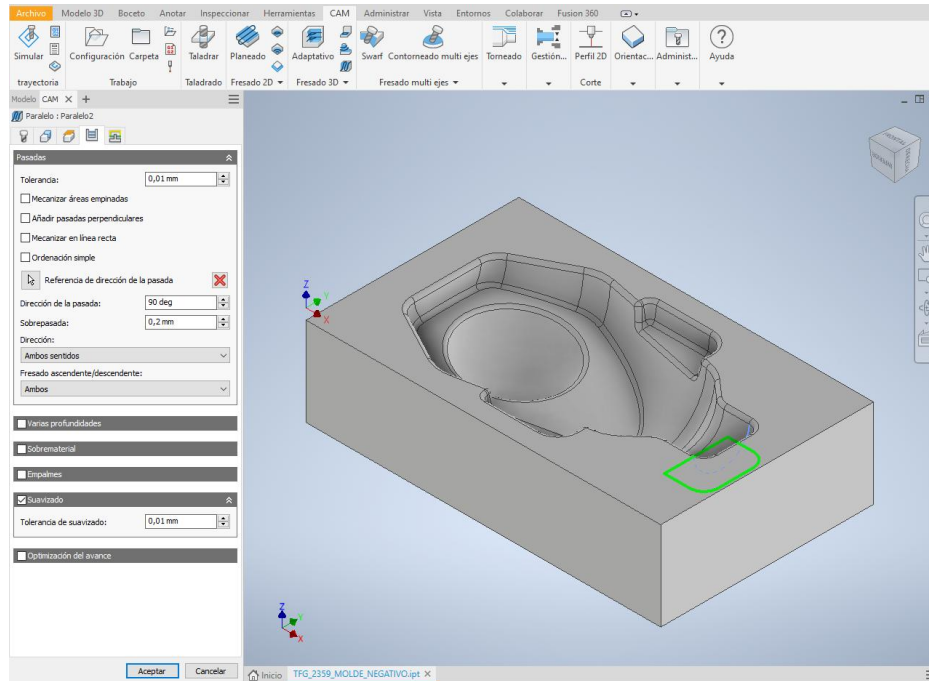 Archivo Modelo 3D Boceto Anotar Inspeccionar Herramientas CAM Administrar Vista Entornos Colaborar Fusion 360
Simular Configuración Carpeta Taladrar Planeado Adaptativo Swarf Contorneado multi ejes Torneado Gestión... Perfil 2D Orientac... Administ... Ayuda
trayectoria Trabajo Taladrado Fresado 2D Fresado 3D Fresado multi ejes Corte
Modelo CAM X +
Paralelo : Paralelo2
Pasadas
Tolerancia: 0,01 mm
Mecanizar áreas empinadas
Añadir pasadas perpendiculares
Mecanizar en línea recta
Ordenación simple
Referencia de dirección de la pasada
Dirección de la pasada: 90 deg
Sobrepasada: 0,2 mm
Dirección:
Ambos sentidos
Fresado ascendente/descendente:
Ambos
Varias profundidades
Sobrematerial
Empalmes
Suavizado
Tolerancia de suavizado: 0,01 mm
Optimización del avance
Aceptar Cancelar
Z
Y
X
Z
Y
X
Inicio TFG_2359_MOLDE_NEGATIVO.ipt X